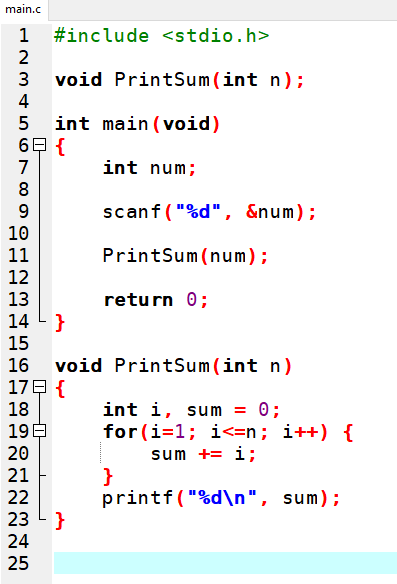 main.c
1 #include <stdio.h>
2
3 void PrintSum(int n);
4
5 int main(void)
6 {
7     int num;
8
9     scanf("%d", &num);
10
11     PrintSum(num);
12
13     return 0;
14 }
15
16 void PrintSum(int n)
17 {
18     int i, sum = 0;
19     for(i=1; i<=n; i++) {
20         sum += i;
21     }
22     printf("%d\n", sum);
23 }
24
25